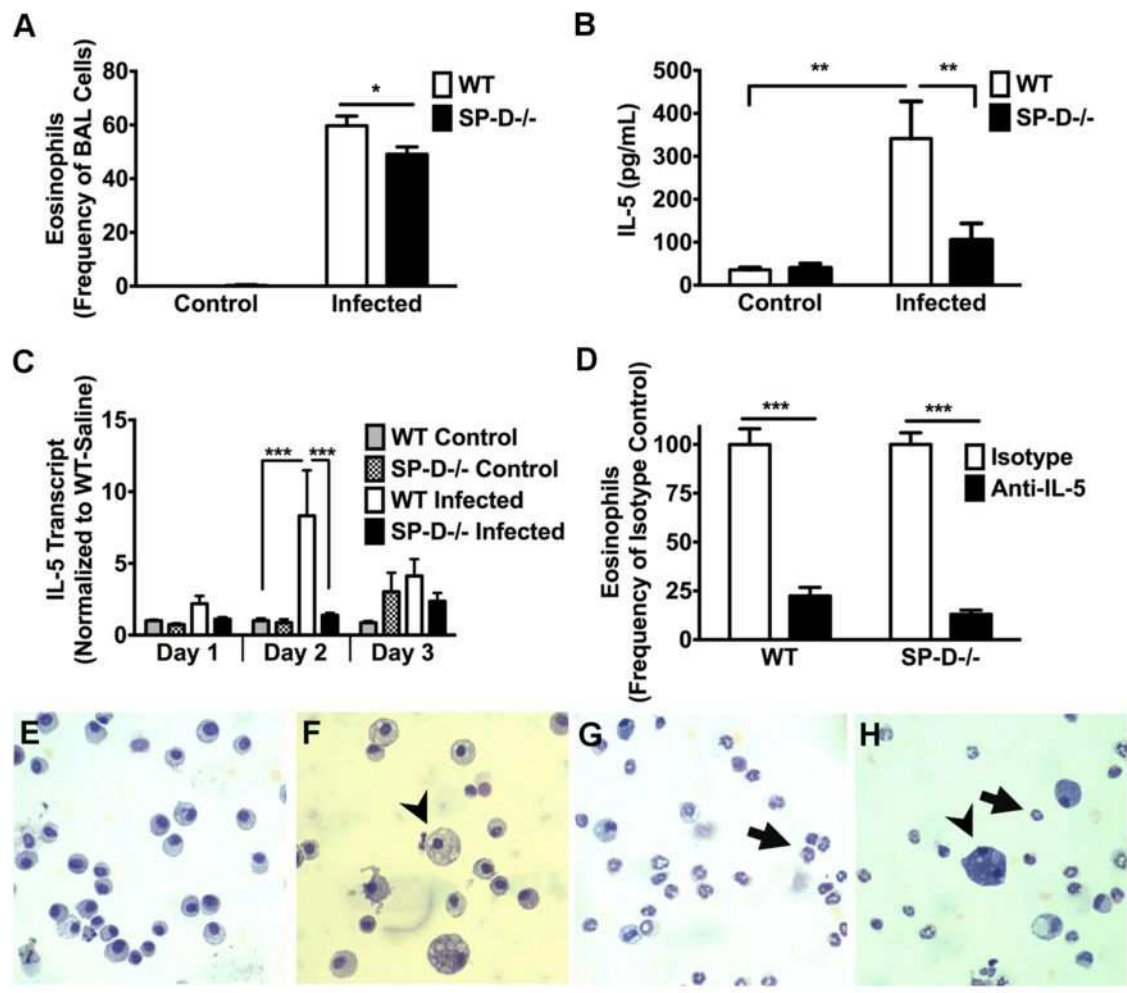 A
Eosinophils
(Frequency of BAL Cells)
80
60
40
20
0
*
WT
SP-D-/-
Control
Infected
B
IL-5 (pg/mL)
500
400
300
200
100
0
**
**
WT
SP-D-/-
Control
Infected
C
IL-5 Transcript
(Normalized to WT-Saline)
15
10
5
0
*** ***
WT Control
SP-D-/- Control
WT Infected
SP-D-/- Infected
Day 1
Day 2
Day 3
D
Eosinophils
(Frequency of Isotype Control)
100
75
50
25
0
***
***
Isotype
Anti-IL-5
WT
SP-D-/-
E
F
G
H